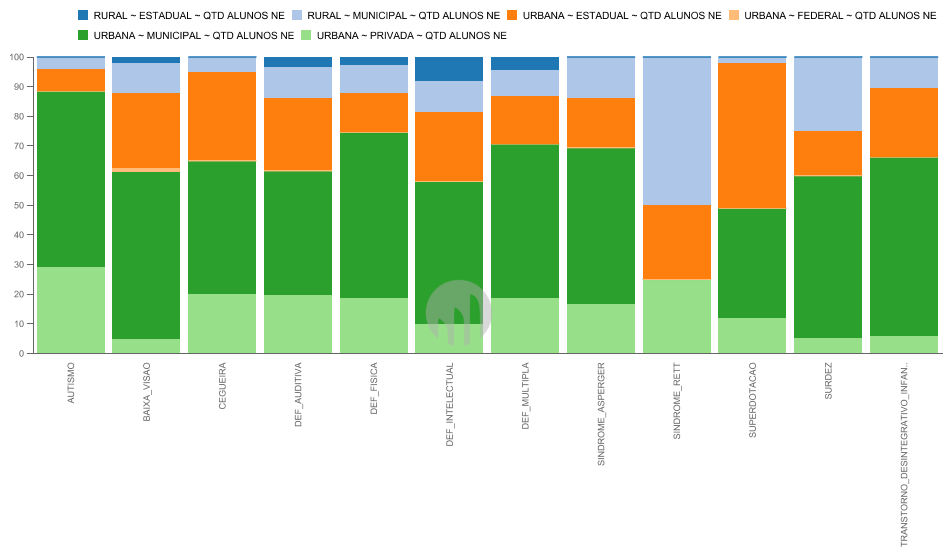 RURAL ~ ESTADUAL ~ QTD ALUNOS NE RURAL ~ MUNICIPAL ~ QTD ALUNOS NE URBANA ~ ESTADUAL ~ QTD ALUNOS NE URBANA ~ FEDERAL ~ QTD ALUNOS NE
URBANA ~ MUNICIPAL ~ QTD ALUNOS NE URBANA ~ PRIVADA ~ QTD ALUNOS NE
100
90
80
70
60
50
40
30
20
10
0
AUTISMO
BAIXA_VISAO
CEGUEIRA
DEF_AUDITIVA
DEF_FISICA
DEF_INTELECTUAL
DEF_MULTIPLA
SINDROME_ASPERGER
SINDROME_RETT
SUPERDOTACAO
SURDEZ
TRANSTORNO_DESINTEGRATIVO_INFAN..